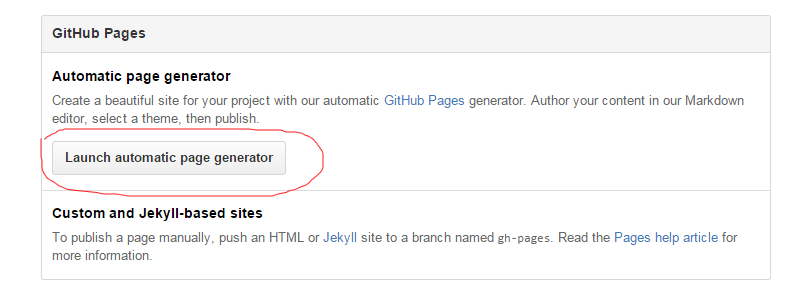 GitHub Pages
Automatic page generator
Create a beautiful site for your project with our automatic GitHub Pages generator. Author your content in our Markdown
editor, select a theme, then publish.
Launch automatic page generator
Custom and Jekyll-based sites
To publish a page manually, push an HTML or Jekyll site to a branch named gh-pages. Read the Pages help article for
more information.